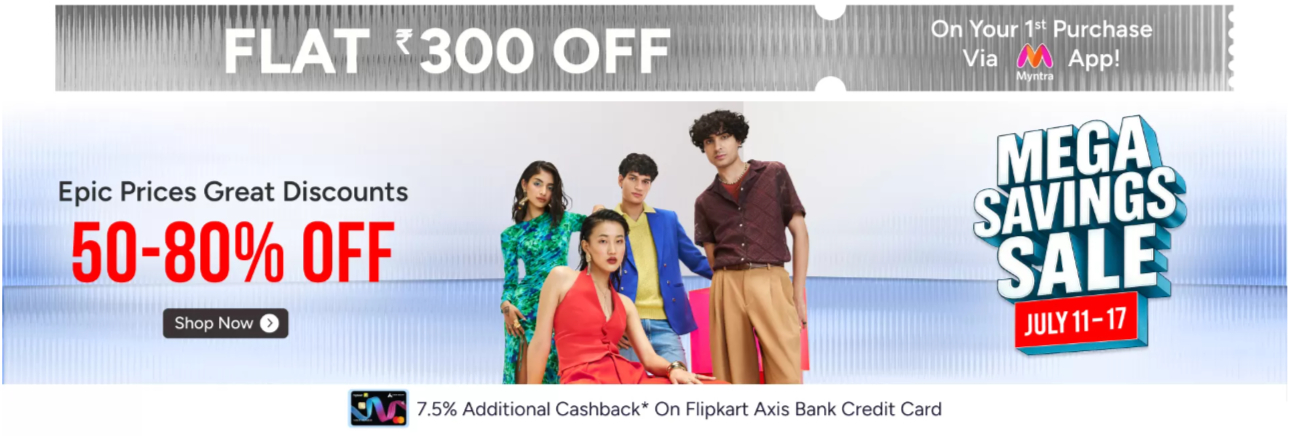 FLAT ₹300 OFF
On Your 1st Purchase
Via Myntra App!
Epic Prices Great Discounts
50-80% OFF
Shop Now
MEGA
SAVINGS
SALE
JULY 11-17
7.5% Additional Cashback* On Flipkart Axis Bank Credit Card